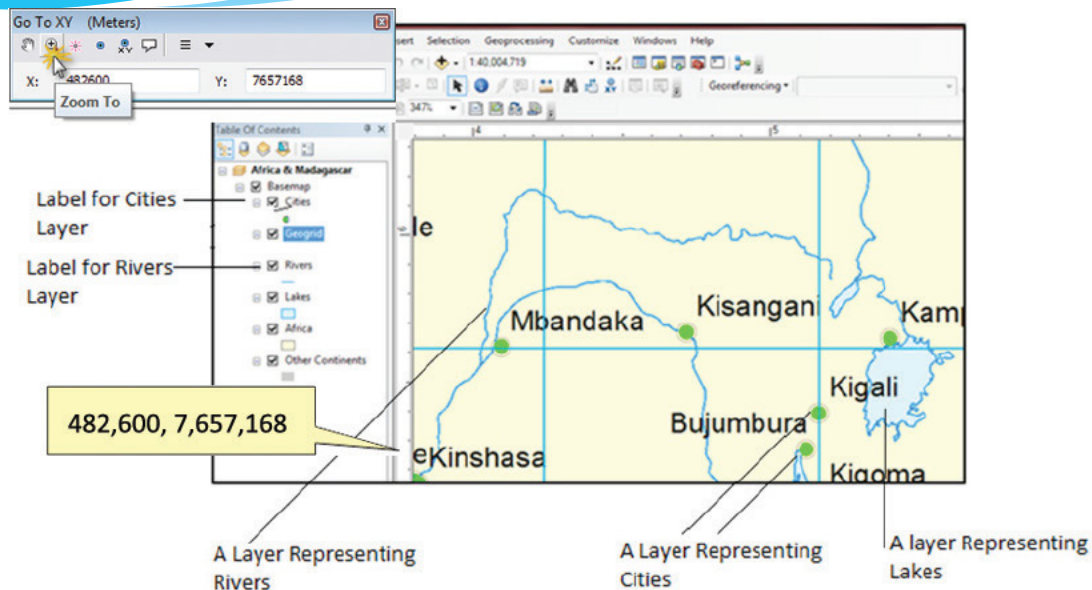 Go To XY (Meters)
X: 482600 Y: 7657168
Zoom To
sert Selection Geoprocessing Customize Windows Help
1:40,004,719
Georeferencing
347%
Table Of Contents
Africa & Madagascar
Basemap
Cities
Geogrid
Rivers
Lakes
Africa
Other Continents
Label for Cities
Layer
Label for Rivers
Layer
482,600, 7,657,168
14
15
le
Mbandaka
Kisangani
Kamp
Kigali
Bujumbura
eKinshasa
Kigoma
A Layer Representing
Rivers
A Layer Representing
Cities
A layer Representing
Lakes